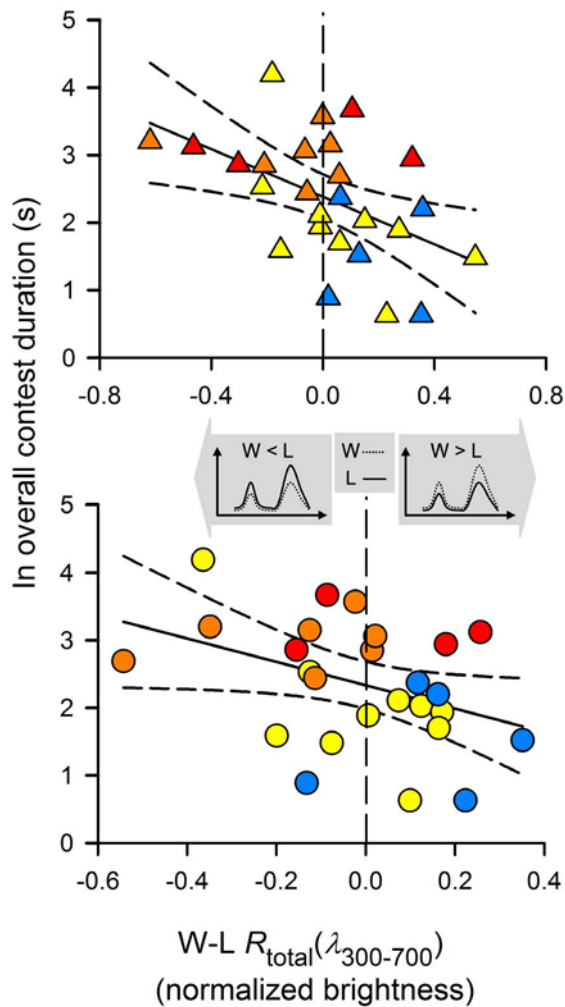 5
4
3
2
1
0
-0.8 -0.4 0.0 0.4 0.8
ln overall contest duration (s)
W < L
W
L
W > L
5
4
3
2
1
0
-0.6 -0.4 -0.2 0.0 0.2 0.4
W-L R total(λ300-700)
(normalized brightness)